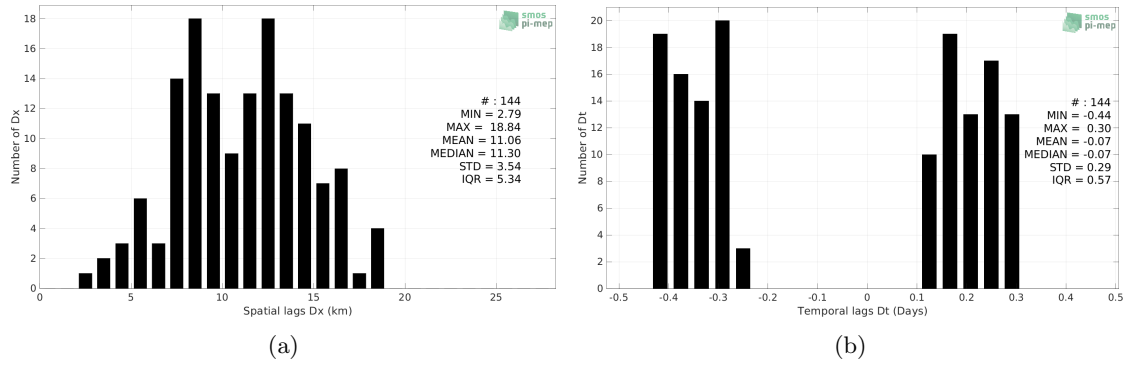 smos
pi-mep
18
16
14
12
10
8
6
4
2
0
Number of Dx
# : 144
MIN = 2.79
MAX = 18.84
MEAN = 11.06
MEDIAN = 11.30
STD = 3.54
IQR = 5.34
0 5 10 15 20 25
Spatial lags Dx (km)
(a)
smos
pi-mep
20
18
16
14
12
10
8
6
4
2
0
Number of Dt
# : 144
MIN = -0.44
MAX = 0.30
MEAN = -0.07
MEDIAN = -0.07
STD = 0.29
IQR = 0.57
-0.5 -0.4 -0.3 -0.2 -0.1 0 0.1 0.2 0.3 0.4 0.5
Temporal lags Dt (Days)
(b)